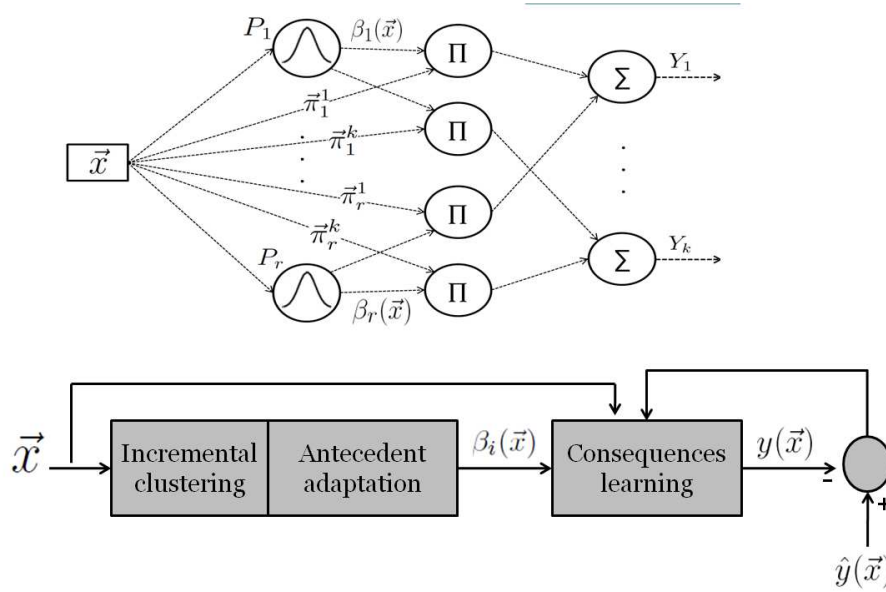 P₁
β₁(x⃗)
Π
Y₁
Σ
π⃗₁¹
Π
x⃗
π⃗₁ᵏ
π⃗ᵣ¹
Π
π⃗ᵣᵏ
Yₖ
Σ
Pᵣ
Π
βᵣ(x⃗)
x⃗
Incremental clustering
Antecedent adaptation
βᵢ(x⃗)
Consequences learning
y(x⃗)
-
+
ŷ(x⃗)